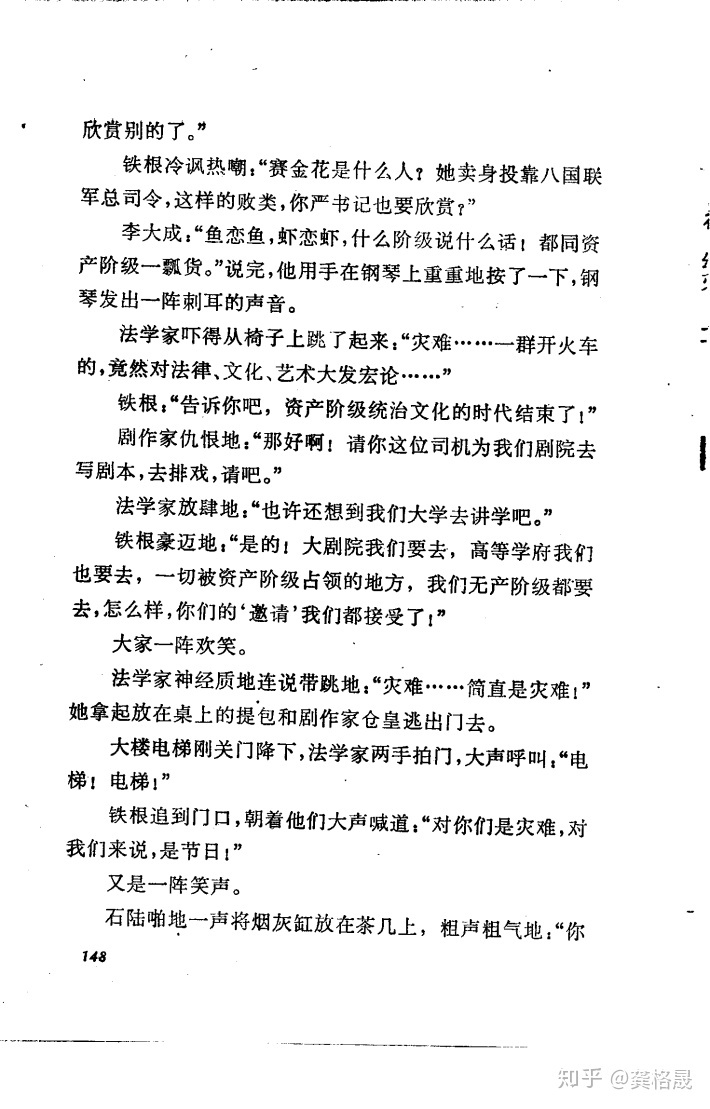 欣赏别的了。”
铁根冷讽热嘲：“赛金花是什么人？她卖身投靠八国联
军总司令，这样的败类，你严书记也要欣赏？”
李大成：“鱼恋鱼，虾恋虾，什么阶级说什么话！都同资
产阶级一瓢货。”说完，他用手在钢琴上重重地按了一下，钢
琴发出一阵刺耳的声音。
法学家吓得从椅子上跳了起来：“灾难……一群开火车
的，竟然对法律、文化、艺术大发宏论……”
铁根：“告诉你吧，资产阶级统治文化的时代结束了！”
剧作家仇恨地：“那好啊！请你这位司机为我们剧院去
写剧本，去排戏，请吧。”
法学家放肆地：“也许还想到我们大学去讲学吧。”
铁根豪迈地：“是的！大剧院我们要去，高等学府我们
也要去，一切被资产阶级占领的地方，我们无产阶级都要
去，怎么样，你们的‘邀请’我们都接受了！”
大家一阵欢笑。
法学家神经质地连说带跳地：“灾难……简直是灾难！”
她拿起放在桌上的提包和剧作家仓皇逃出门去。
大楼电梯刚关门降下，法学家两手拍门，大声呼叫：“电
梯！电梯！”
铁根追到门口，朝着他们大声喊道：“对你们是灾难，对
我们来说，是节日！”
又是一阵笑声。
石陆啪地一声将烟灰缸放在茶几上，粗声粗气地：“你
148
知乎 @龚格晟